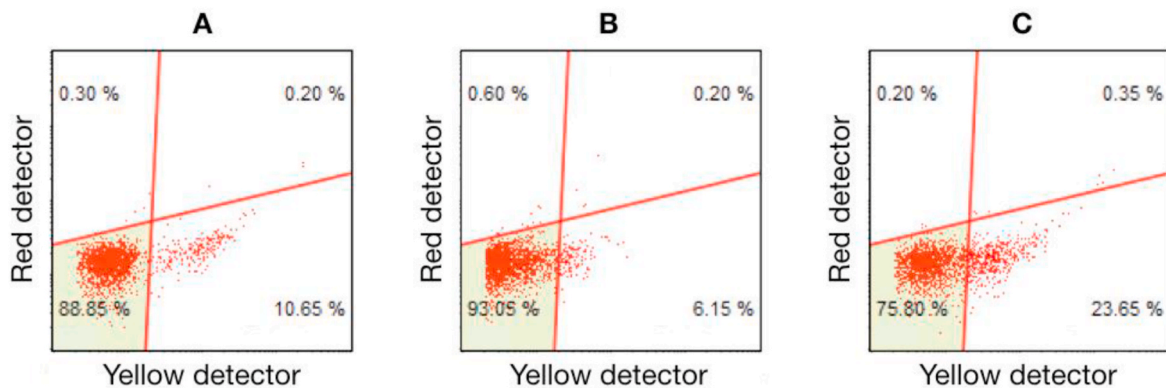 A
B
C
0.30 %
0.20 %
0.60 %
0.20 %
0.20 %
0.35 %
Red detector
Red detector
Red detector
88.85 %
10.65 %
93.05 %
6.15 %
75.80 %
23.65 %
Yellow detector
Yellow detector
Yellow detector